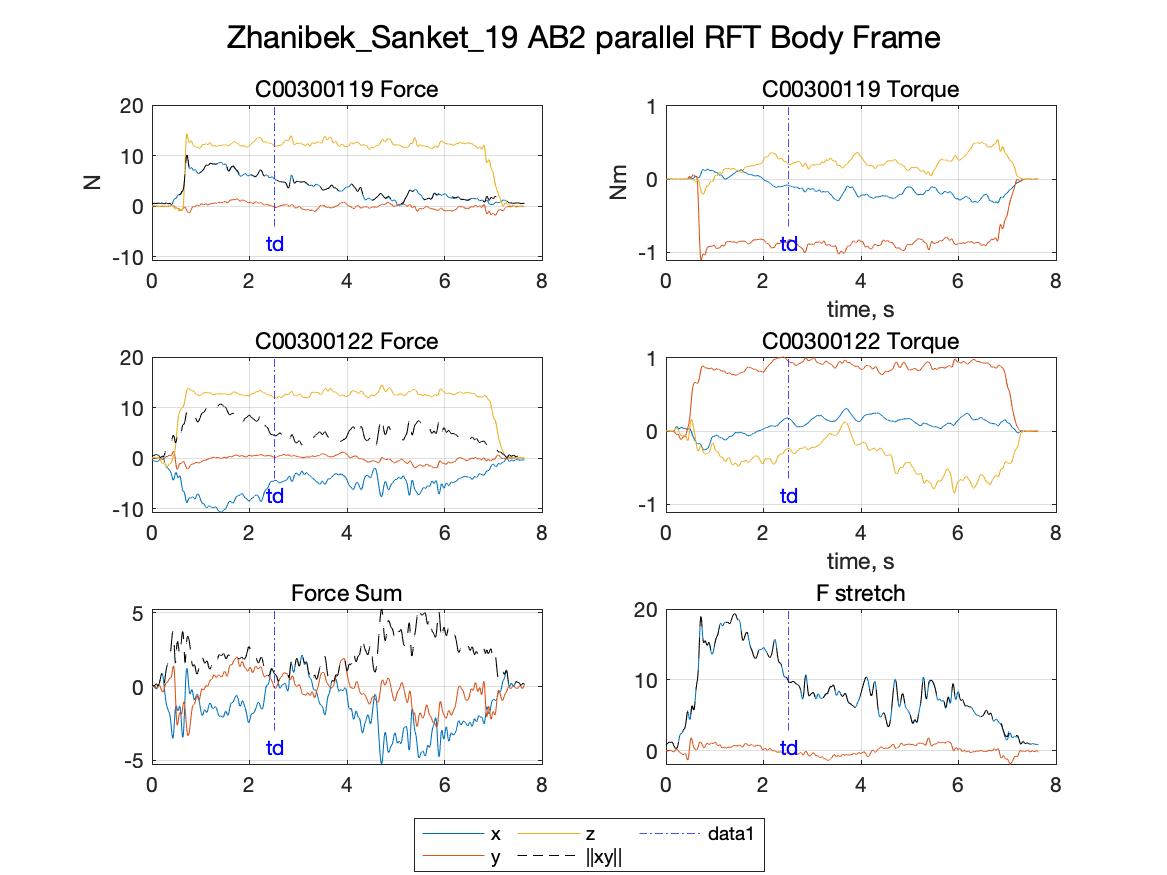 Zhanibek_Sanket_19 AB2 parallel RFT Body Frame
C00300119 Force
20
10
0
-10
N
td
0 2 4 6 8
C00300119 Torque
1
0
-1
Nm
td
0 2 4 6 8
time, s
C00300122 Force
20
10
0
-10
td
0 2 4 6 8
C00300122 Torque
1
0
-1
td
0 2 4 6 8
time, s
Force Sum
5
0
-5
td
0 2 4 6 8
F stretch
20
10
0
td
0 2 4 6 8
x z data1
y ||xy||